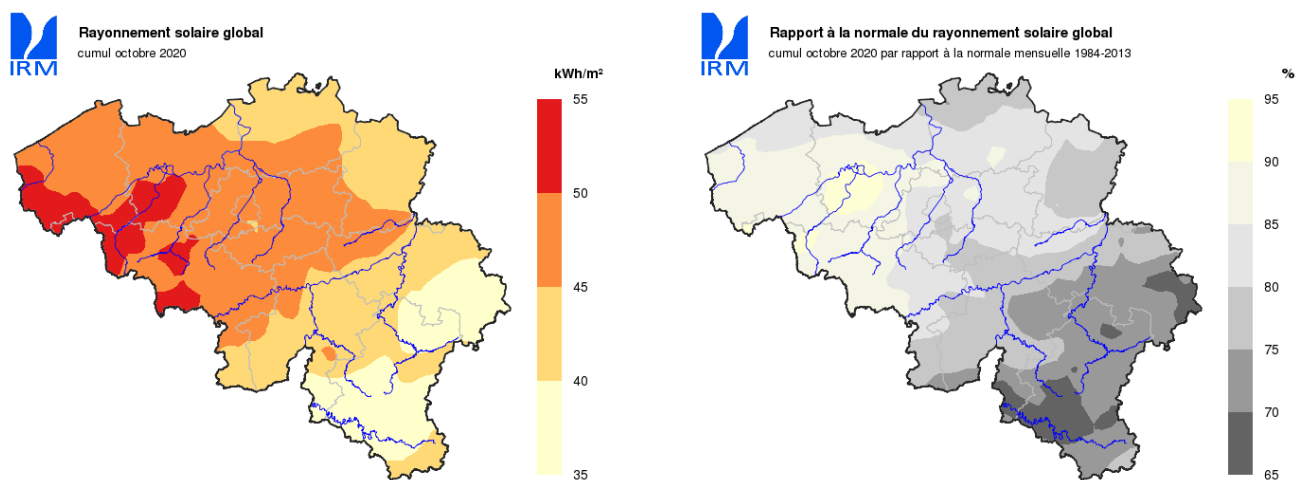 IRM
Rayonnement solaire global
cumul octobre 2020
kWh/m²
55
50
45
40
35
IRM
Rapport à la normale du rayonnement solaire global
cumul octobre 2020 par rapport à la normale mensuelle 1984-2013
%
95
90
85
80
75
70
65